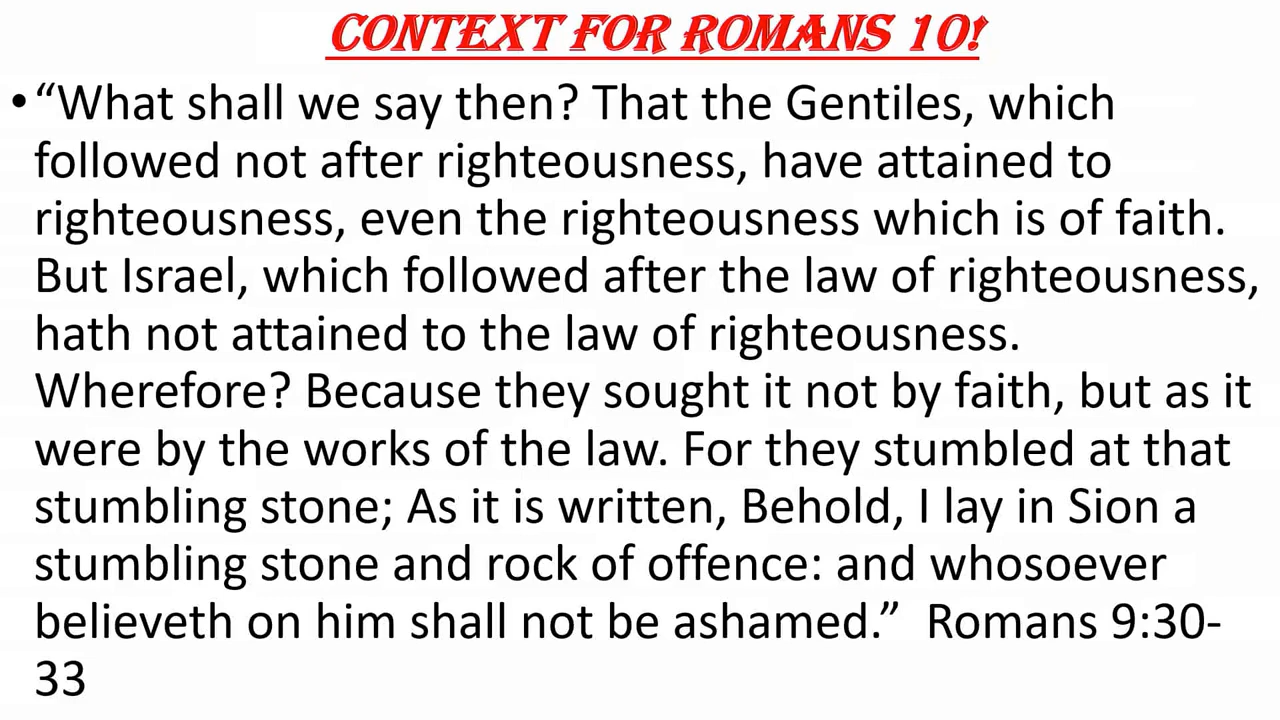 CONTEXT FOR ROMANS 10!
• “What shall we say then? That the Gentiles, which
followed not after righteousness, have attained to
righteousness, even the righteousness which is of faith.
But Israel, which followed after the law of righteousness,
hath not attained to the law of righteousness.
Wherefore? Because they sought it not by faith, but as it
were by the works of the law. For they stumbled at that
stumbling stone; As it is written, Behold, I lay in Sion a
stumbling stone and rock of offence: and whosoever
believeth on him shall not be ashamed.”  Romans 9:30-
33